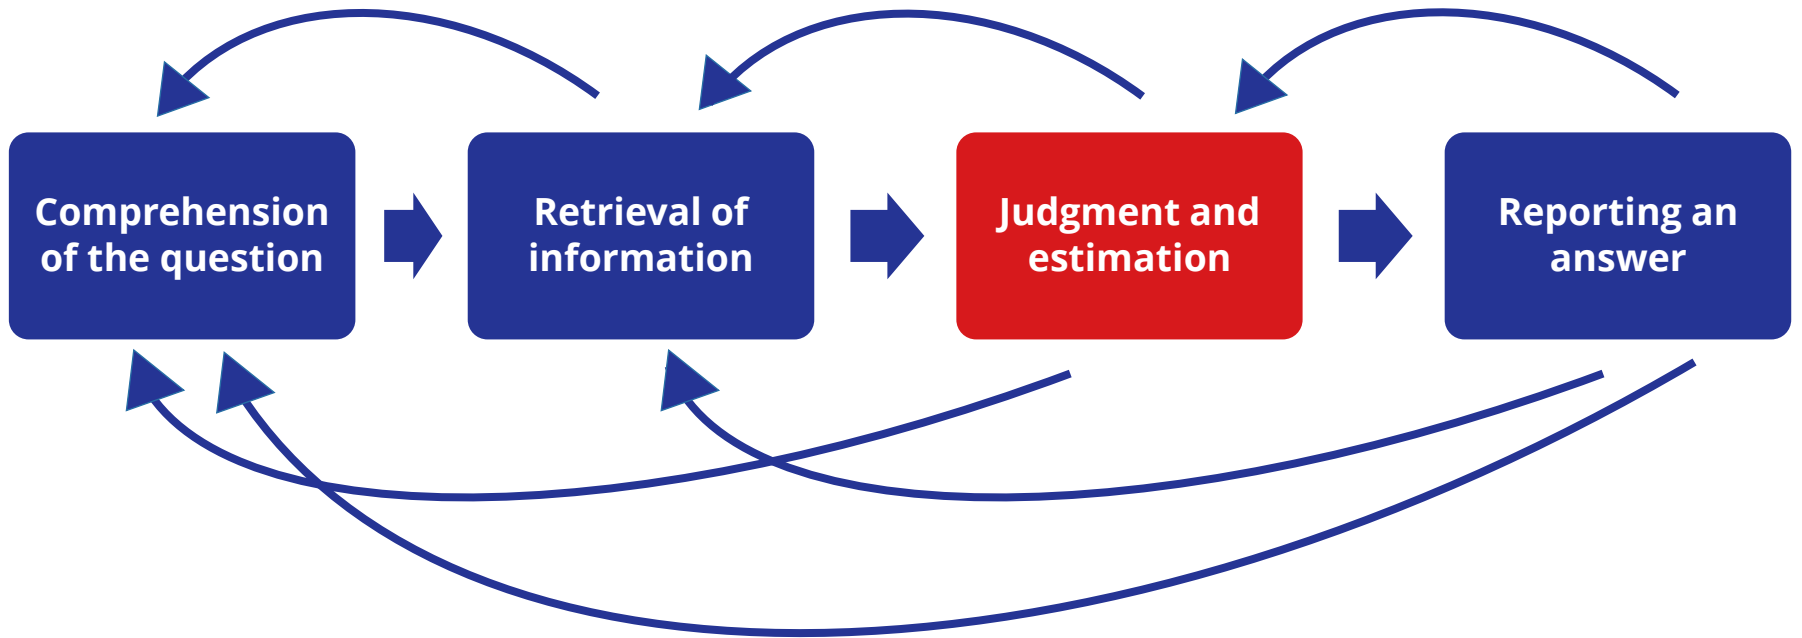 Comprehension
of the question
Retrieval of
information
Judgment and
estimation
Reporting an
answer